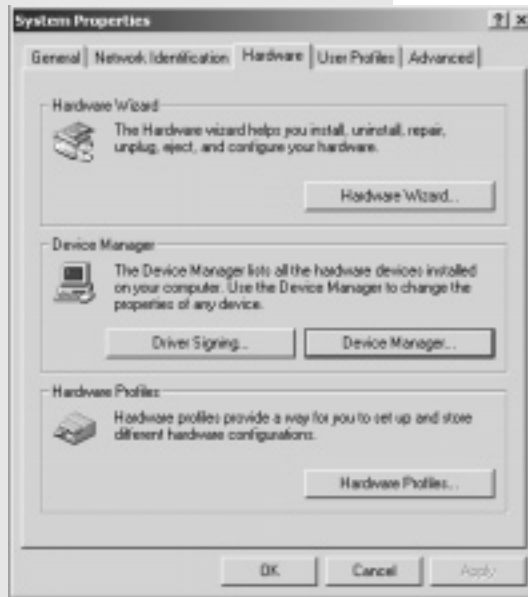 System Properties
? x
General Network Identification Hardware User Profiles Advanced
Hardware Wizard
The Hardware wizard helps you install, uninstall, repair,
unplug, eject, and configure your hardware.
Hardware Wizard...
Device Manager
The Device Manager lists all the hardware devices installed
on your computer. Use the Device Manager to change the
properties of any device.
Driver Signing... Device Manager...
Hardware Profiles
Hardware profiles provide a way for you to set up and store
different hardware configurations.
Hardware Profiles...
OK Cancel Apply